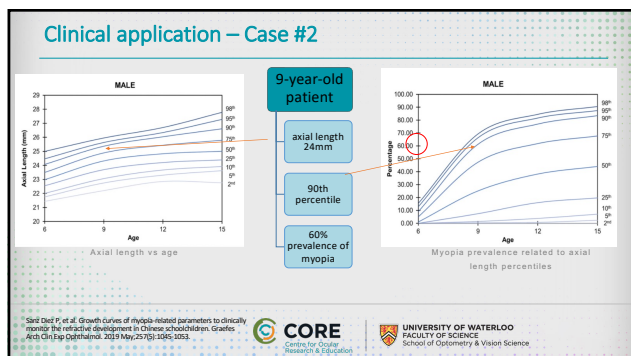 Clinical application – Case #2
MALE
Axial Length (mm)
29
28
27
26
25
24
23
22
21
20
6
9
12
15
Age
98th
95th
90th
75th
50th
25th
10th
5th
2nd
Axial length vs age
9-year-old
patient
axial length
24mm
90th
percentile
60%
prevalence of
myopia
MALE
Percentage
100.00
90.00
80.00
70.00
60.00
50.00
40.00
30.00
20.00
10.00
0.00
6
9
12
15
Age
98th
95th
90th
75th
50th
25th
10th
5th
2nd
Myopia prevalence related to axial
length percentiles
Sanz Diez P, et al. Growth curves of myopia-related parameters to clinically
monitor the refractive development in Chinese schoolchildren. Graefes
Arch Clin Exp Ophthalmol. 2019 May;257(5):1045-1053.
CORE
Centre for Ocular
Research & Education
UNIVERSITY OF WATERLOO
FACULTY OF SCIENCE
School of Optometry & Vision Science